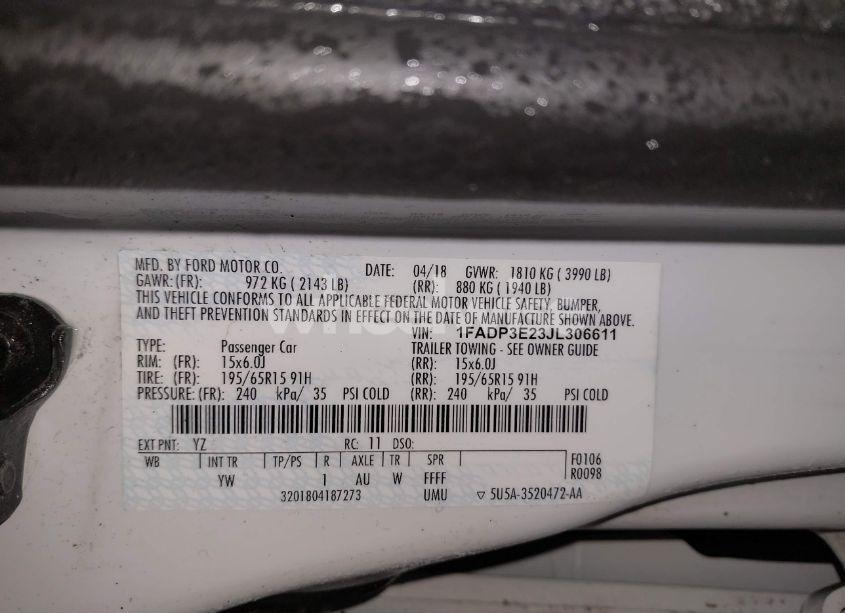 MFD. BY FORD MOTOR CO. DATE: 04/18 GVWR: 1810 KG ( 3990 LB)
GAWR: (FR): 972 KG ( 2143 LB) (RR): 880 KG ( 1940 LB)
THIS VEHICLE CONFORMS TO ALL APPLICABLE FEDERAL MOTOR VEHICLE SAFETY, BUMPER,
AND THEFT PREVENTION STANDARDS IN EFFECT ON THE DATE OF MANUFACTURE SHOWN ABOVE.
VIN: 1FADP3E23JL306611
TYPE: Passenger Car TRAILER TOWING - SEE OWNER GUIDE
RIM: (FR): 15x6.0J (RR): 15x6.0J
TIRE: (FR): 195/65R15 91H (RR): 195/65R15 91H
PRESSURE: (FR): 240 kPa/ 35 PSI COLD (RR): 240 kPa/ 35 PSI COLD
EXT PNT: YZ RC: 11 DSO:
WB INT TR TP/PS R AXLE TR SPR F0106
R0098
YW 1 AU W FFFF
3201804187273 UMU ▽ 5U5A-3520472-AA